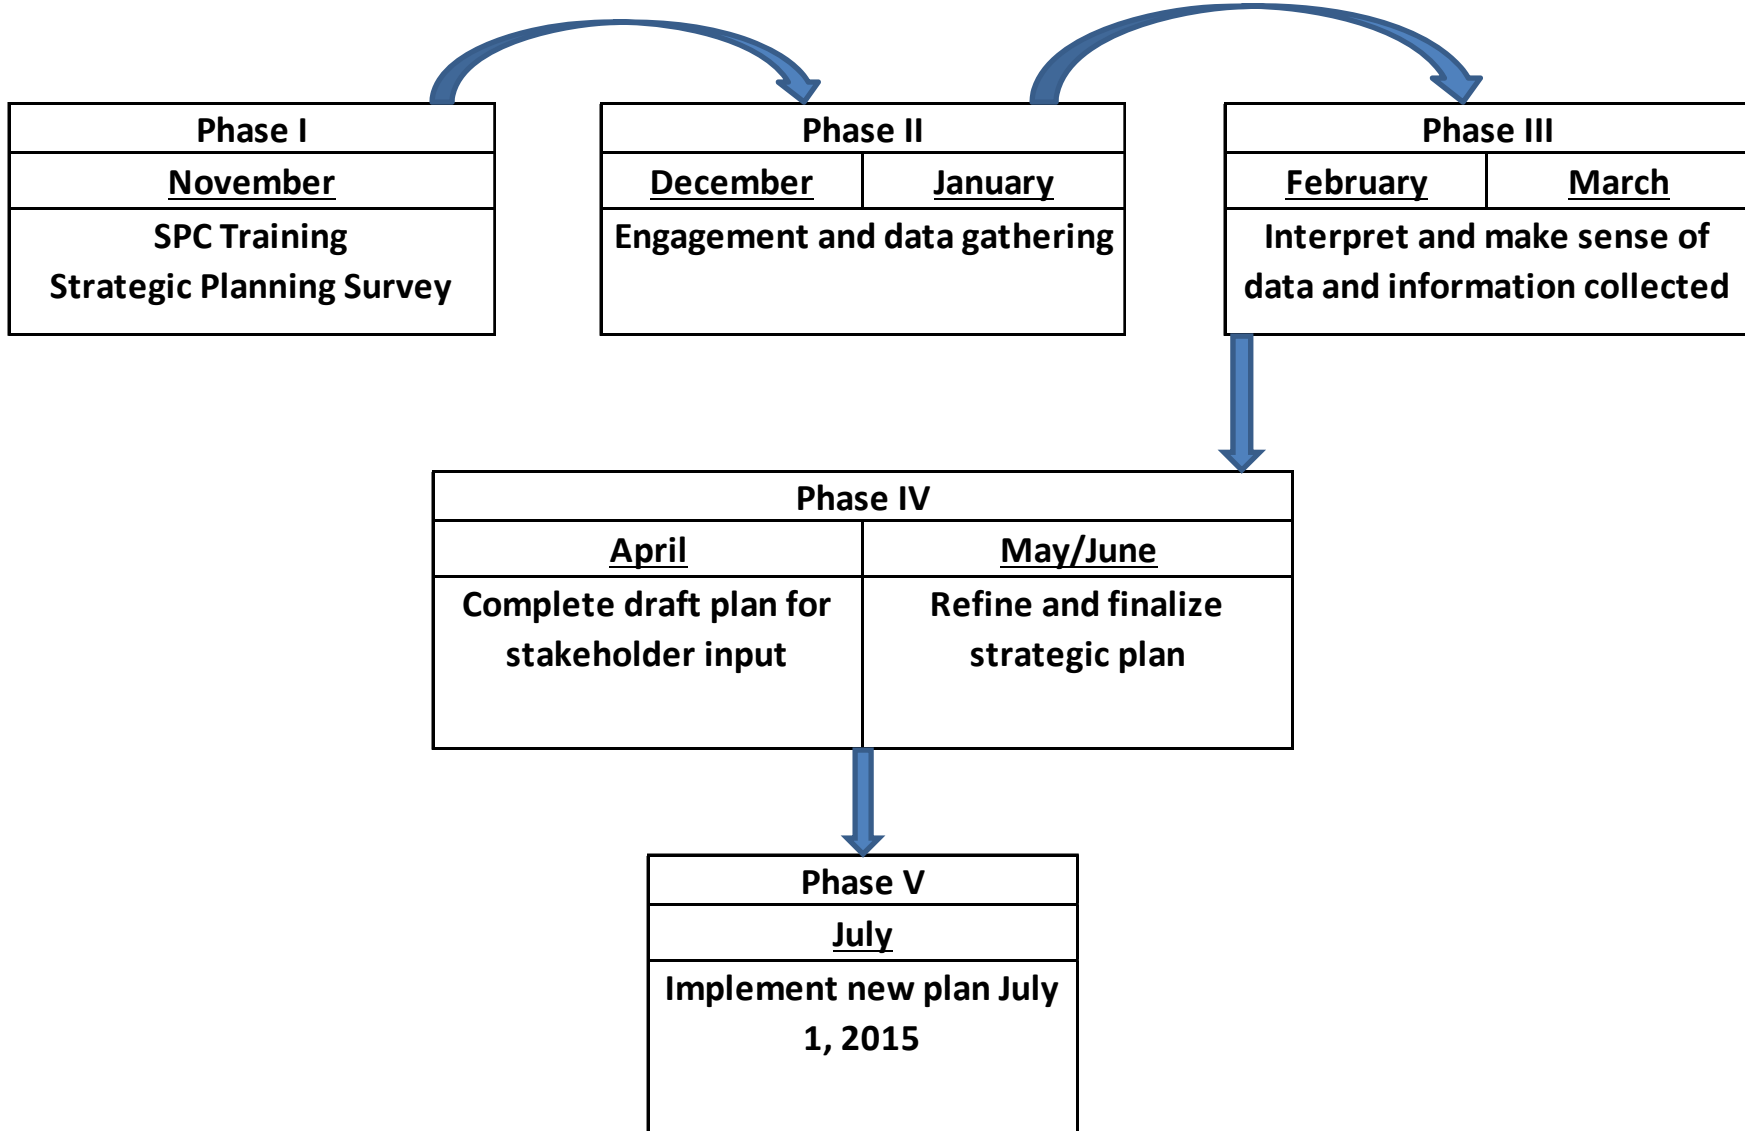 Phase I
November
SPC Training
Strategic Planning Survey
Phase II
December
January
Engagement and data gathering
Phase III
February
March
Interpret and make sense of
data and information collected
Phase IV
April
May/June
Complete draft plan for
stakeholder input
Refine and finalize
strategic plan
Phase V
July
Implement new plan July
1, 2015